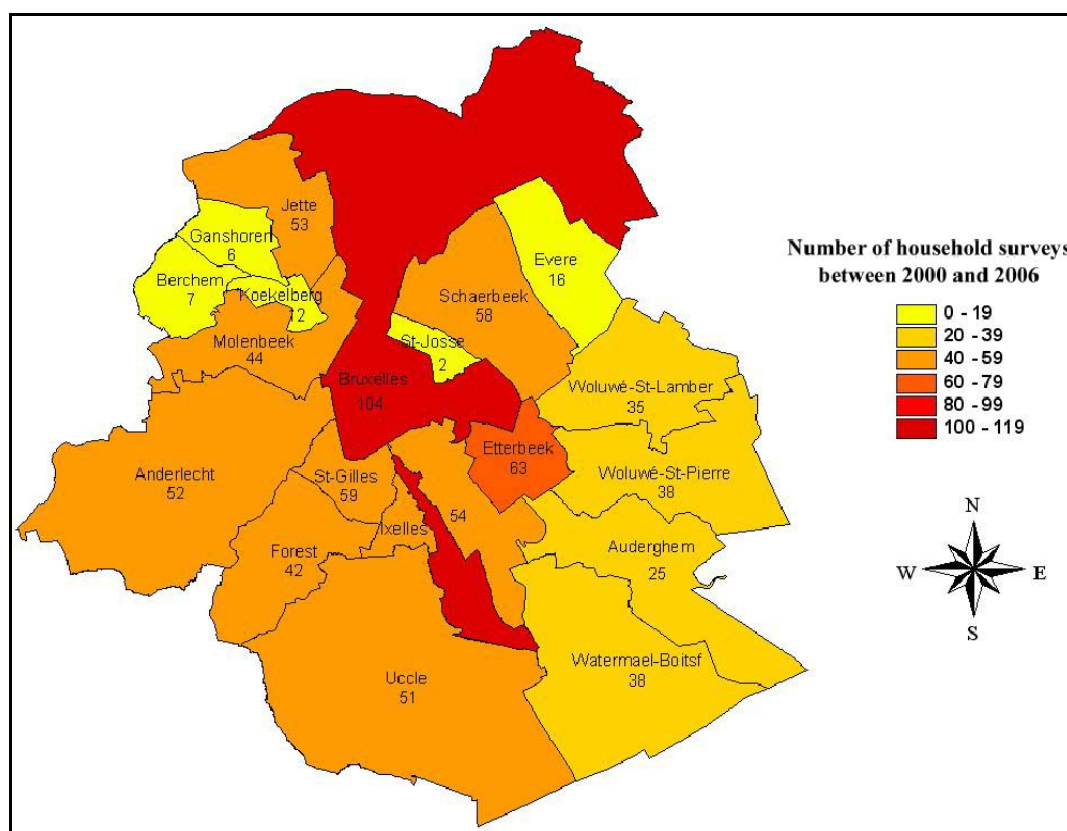 Jette
53
Ganshoren
6
Evere
16
Berchem
7
Koekelberg
12
Schaerbeek
58
Molenbeek
44
St-Josse
2
Bruxelles
104
Woluwé-St-Lamber
35
Etterbeek
63
Anderlecht
52
St-Gilles
59
Woluwé-St-Pierre
38
Ixelles
54
Forest
42
Auderghem
25
Watermael-Boitsf
38
Uccle
51
Number of household surveys
between 2000 and 2006
0 - 19
20 - 39
40 - 59
60 - 79
80 - 99
100 - 119
N
W
E
S